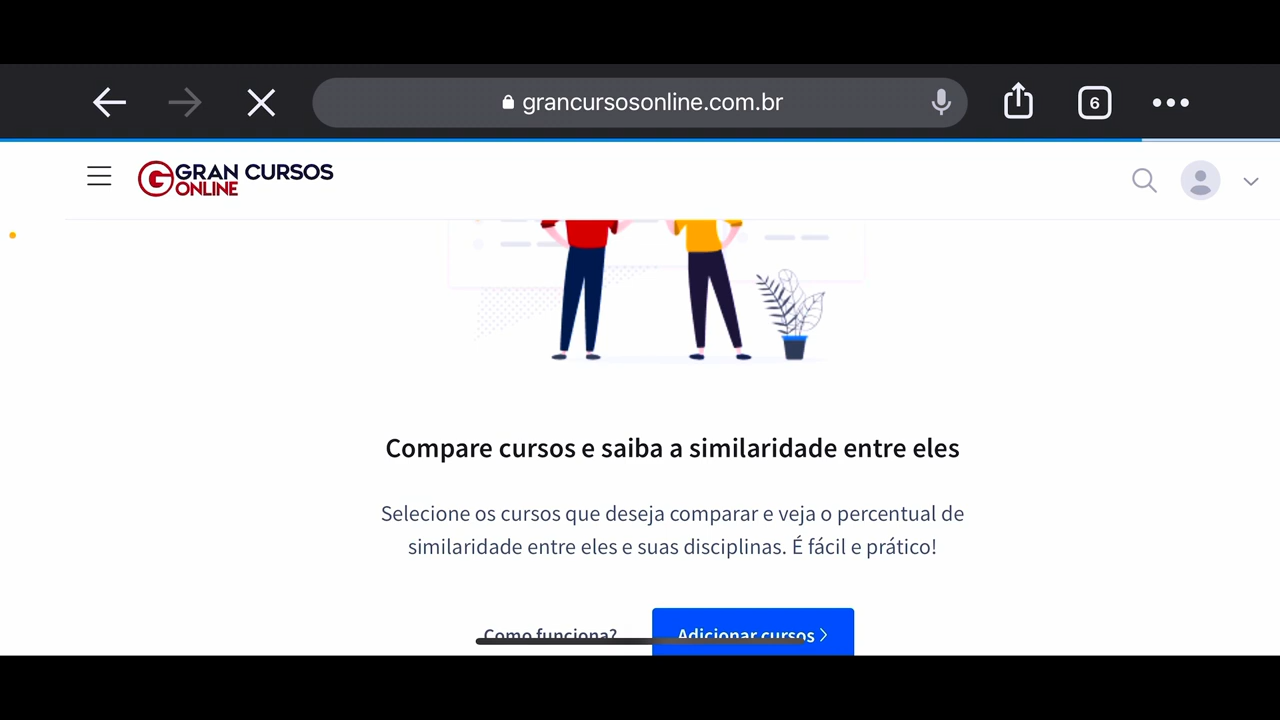 grancursosonline.com.br
6
GRAN CURSOS
ONLINE
Compare cursos e saiba a similaridade entre eles
Selecione os cursos que deseja comparar e veja o percentual de
similaridade entre eles e suas disciplinas. É fácil e prático!
Como funciona?
Adicionar cursos